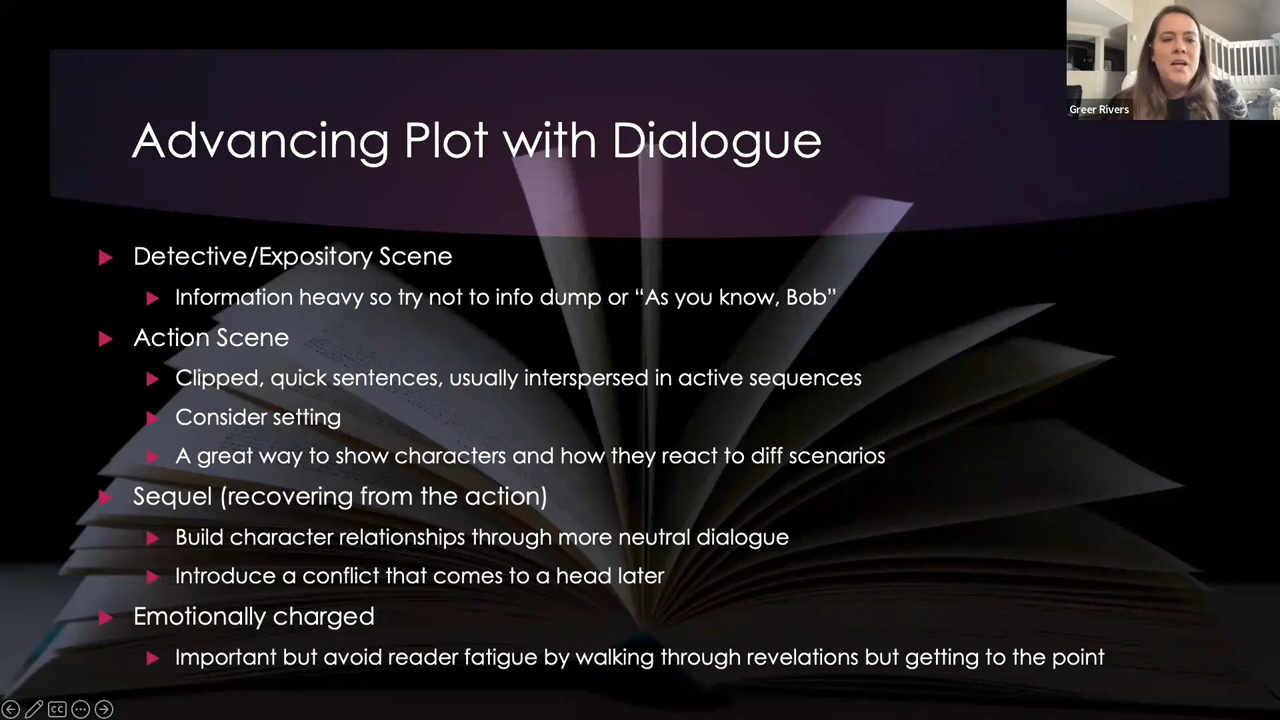 Greer Rivers
Advancing Plot with Dialogue
Detective/Expository Scene
Information heavy so try not to info dump or “As you know, Bob”
Action Scene
Clipped, quick sentences, usually interspersed in active sequences
Consider setting
A great way to show characters and how they react to diff scenarios
Sequel (recovering from the action)
Build character relationships through more neutral dialogue
Introduce a conflict that comes to a head later
Emotionally charged
Important but avoid reader fatigue by walking through revelations but getting to the point
CC